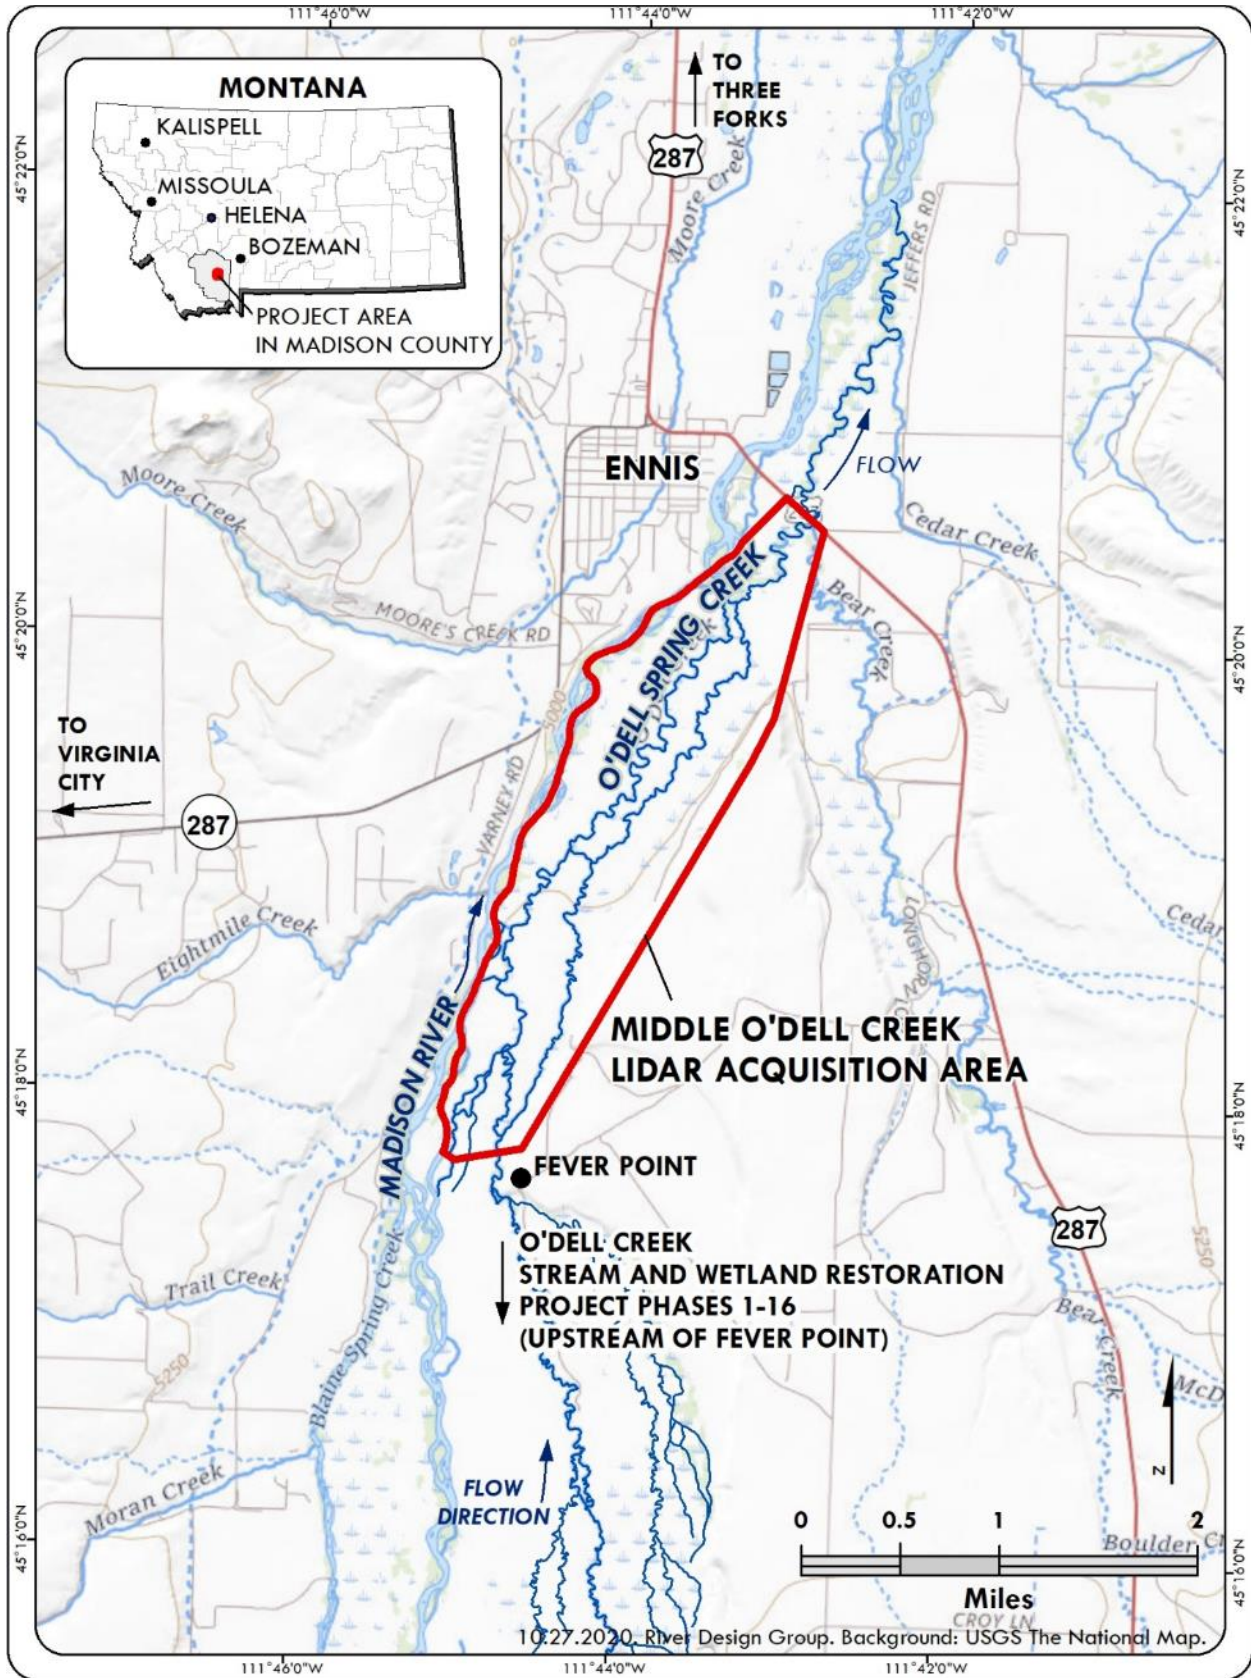 111°46'0"W
111°44'0"W
111°42'0"W
MONTANA
KALISPELL
MISSOULA
HELENA
BOZEMAN
PROJECT AREA
IN MADISON COUNTY
TO
THREE
FORKS
287
Moore Creek
JEFFERS RD
45°22'0"N
45°22'0"N
ENNIS
FLOW
Moore Creek
Cedar Creek
MOORE'S CREEK RD
Bear Creek
O'DELL SPRING CREEK
45°20'0"N
45°20'0"N
5000
TO
VIRGINIA
CITY
287
VARNEY RD
Eightmile Creek
Cedar
MADISON RIVER
MIDDLE O'DELL CREEK
LIDAR ACQUISITION AREA
45°18'0"N
45°18'0"N
FEVER POINT
O'DELL CREEK
STREAM AND WETLAND RESTORATION
PROJECT PHASES 1-16
(UPSTREAM OF FEVER POINT)
287
5250
Trail Creek
Blaine Spring Creek
Bear Creek
McD
5250
N
Moran Creek
FLOW
DIRECTION
45°16'0"N
45°16'0"N
0 0.5 1 2
Miles
Boulder Cr
CROY LN
10.27.2020. River Design Group. Background: USGS The National Map.
111°46'0"W
111°44'0"W
111°42'0"W